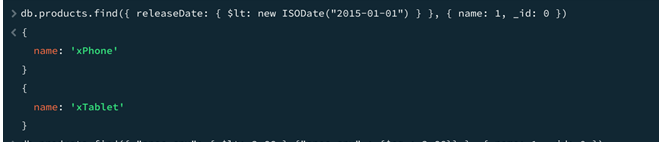 > db.products.find({ releaseDate: { $lt: new ISODate("2015-01-01") } }, { name: 1, _id: 0 })
< {
name: 'xPhone'
}
{
name: 'xTablet'
}